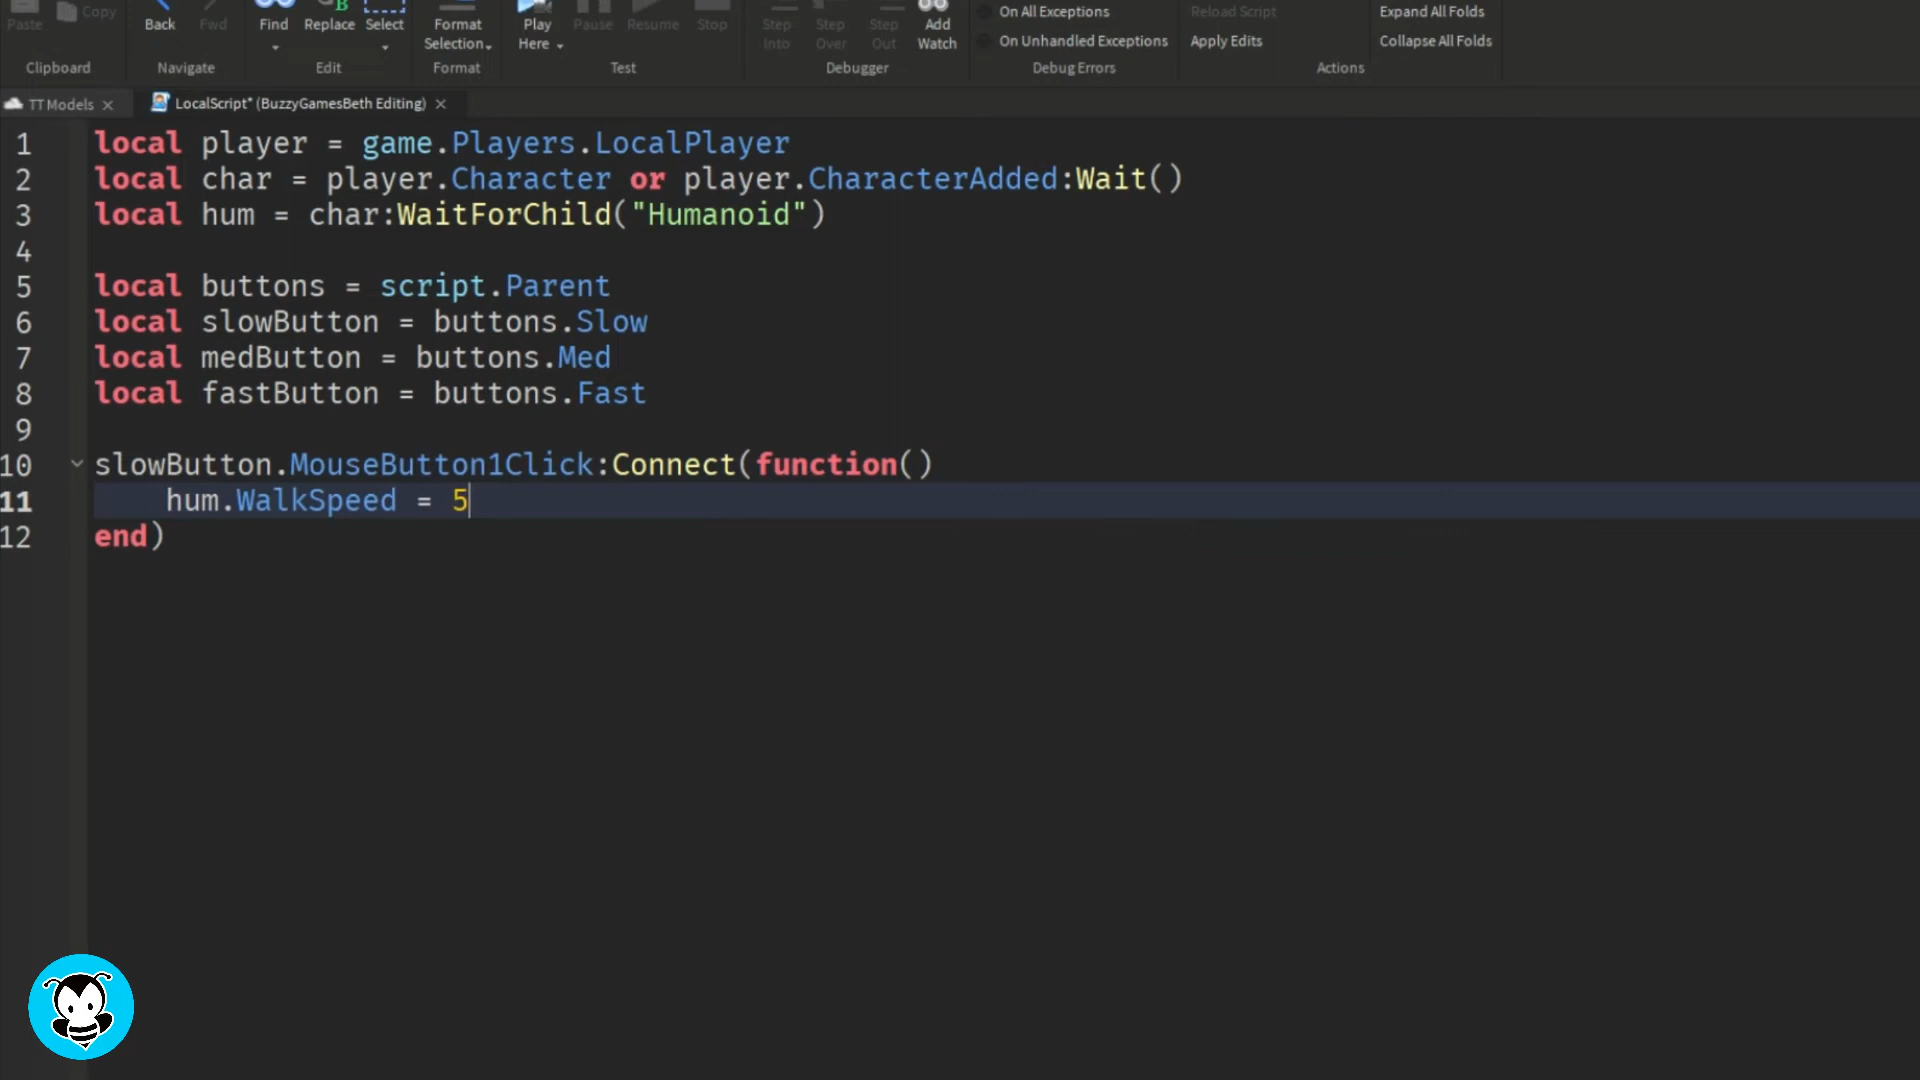 Paste Copy Back Fwd Find Replace Select Format Selection Play Here Pause Resume Stop Step Into Step Over Step Out Add Watch On All Exceptions On Unhandled Exceptions Reload Script Apply Edits Expand All Folds Collapse All Folds
Clipboard Navigate Edit Format Test Debugger Debug Errors Actions
TT Models LocalScript* (BuzzyGamesBeth Editing)
1 local player = game.Players.LocalPlayer
2 local char = player.Character or player.CharacterAdded:Wait()
3 local hum = char:WaitForChild("Humanoid")
4
5 local buttons = script.Parent
6 local slowButton = buttons.Slow
7 local medButton = buttons.Med
8 local fastButton = buttons.Fast
9
10 slowButton.MouseButton1Click:Connect(function()
11 hum.WalkSpeed = 5
12 end)